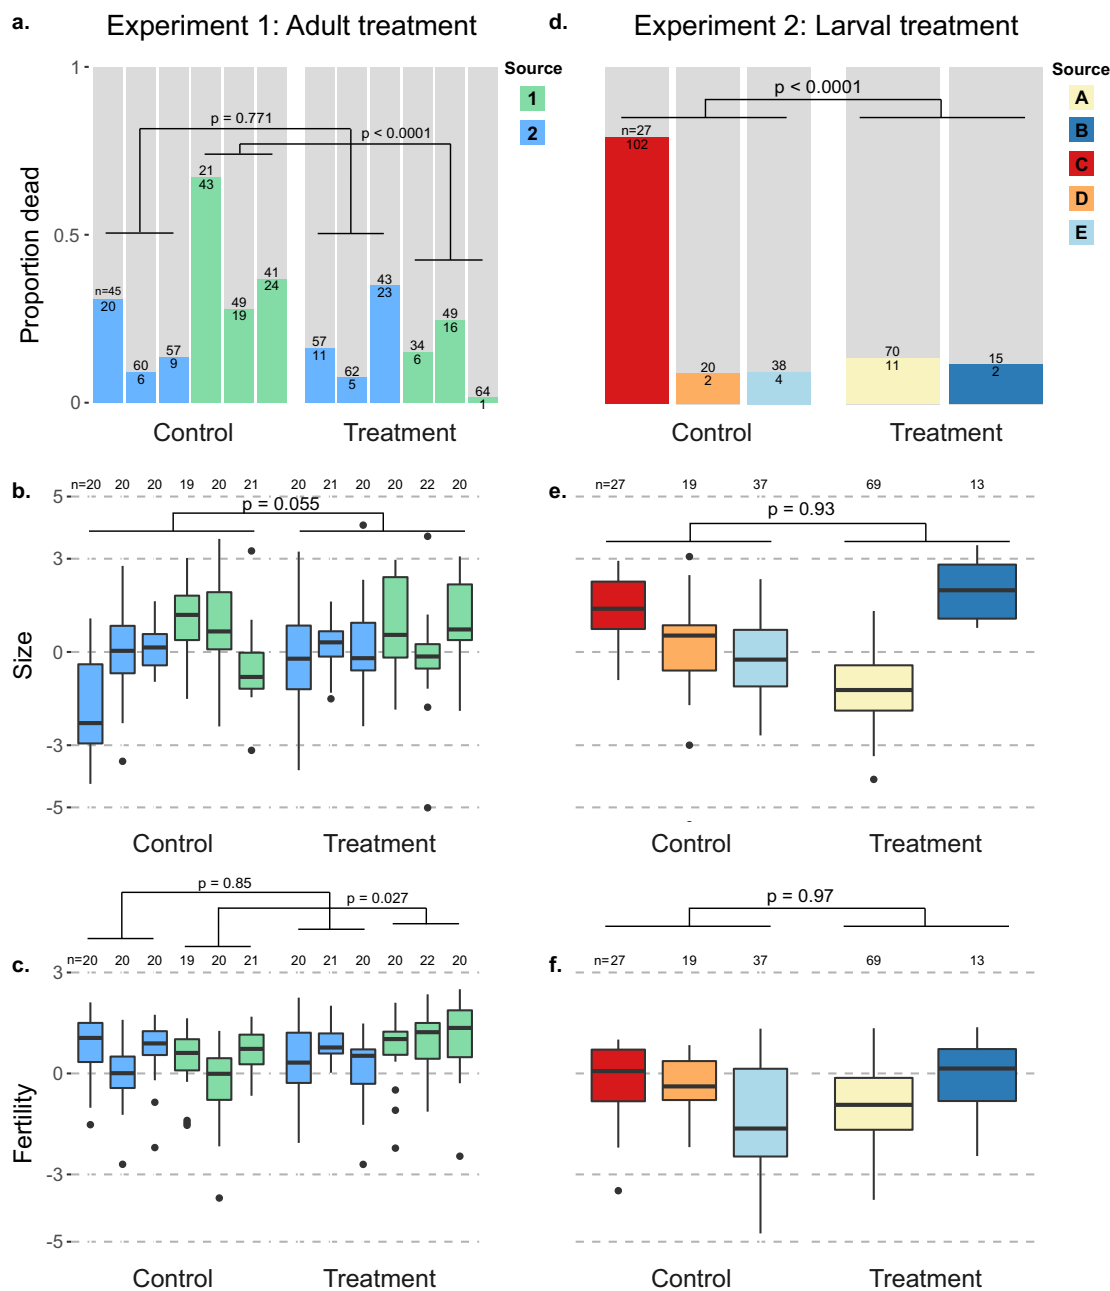 a. Experiment 1: Adult treatment
Source
1
2
1
0.5
0
Proportion dead
p = 0.771
p < 0.0001
n=45
20
60
6
57
9
21
43
49
19
41
24
57
11
62
5
43
23
34
6
49
16
64
1
Control Treatment
d. Experiment 2: Larval treatment
Source
A
B
C
D
E
p < 0.0001
n=27
102
20
2
38
4
70
11
15
2
Control Treatment
b.
n=20 20 20 19 20 21 20 21 20 20 22 20
p = 0.055
5
3
0
-3
-5
Size
Control Treatment
e.
n=27 19 37 69 13
p = 0.93
Control Treatment
p = 0.85
p = 0.027
c.
n=20 20 20 19 20 21 20 21 20 20 22 20
3
0
-3
-5
Fertility
Control Treatment
p = 0.97
f.
n=27 19 37 69 13
Control Treatment